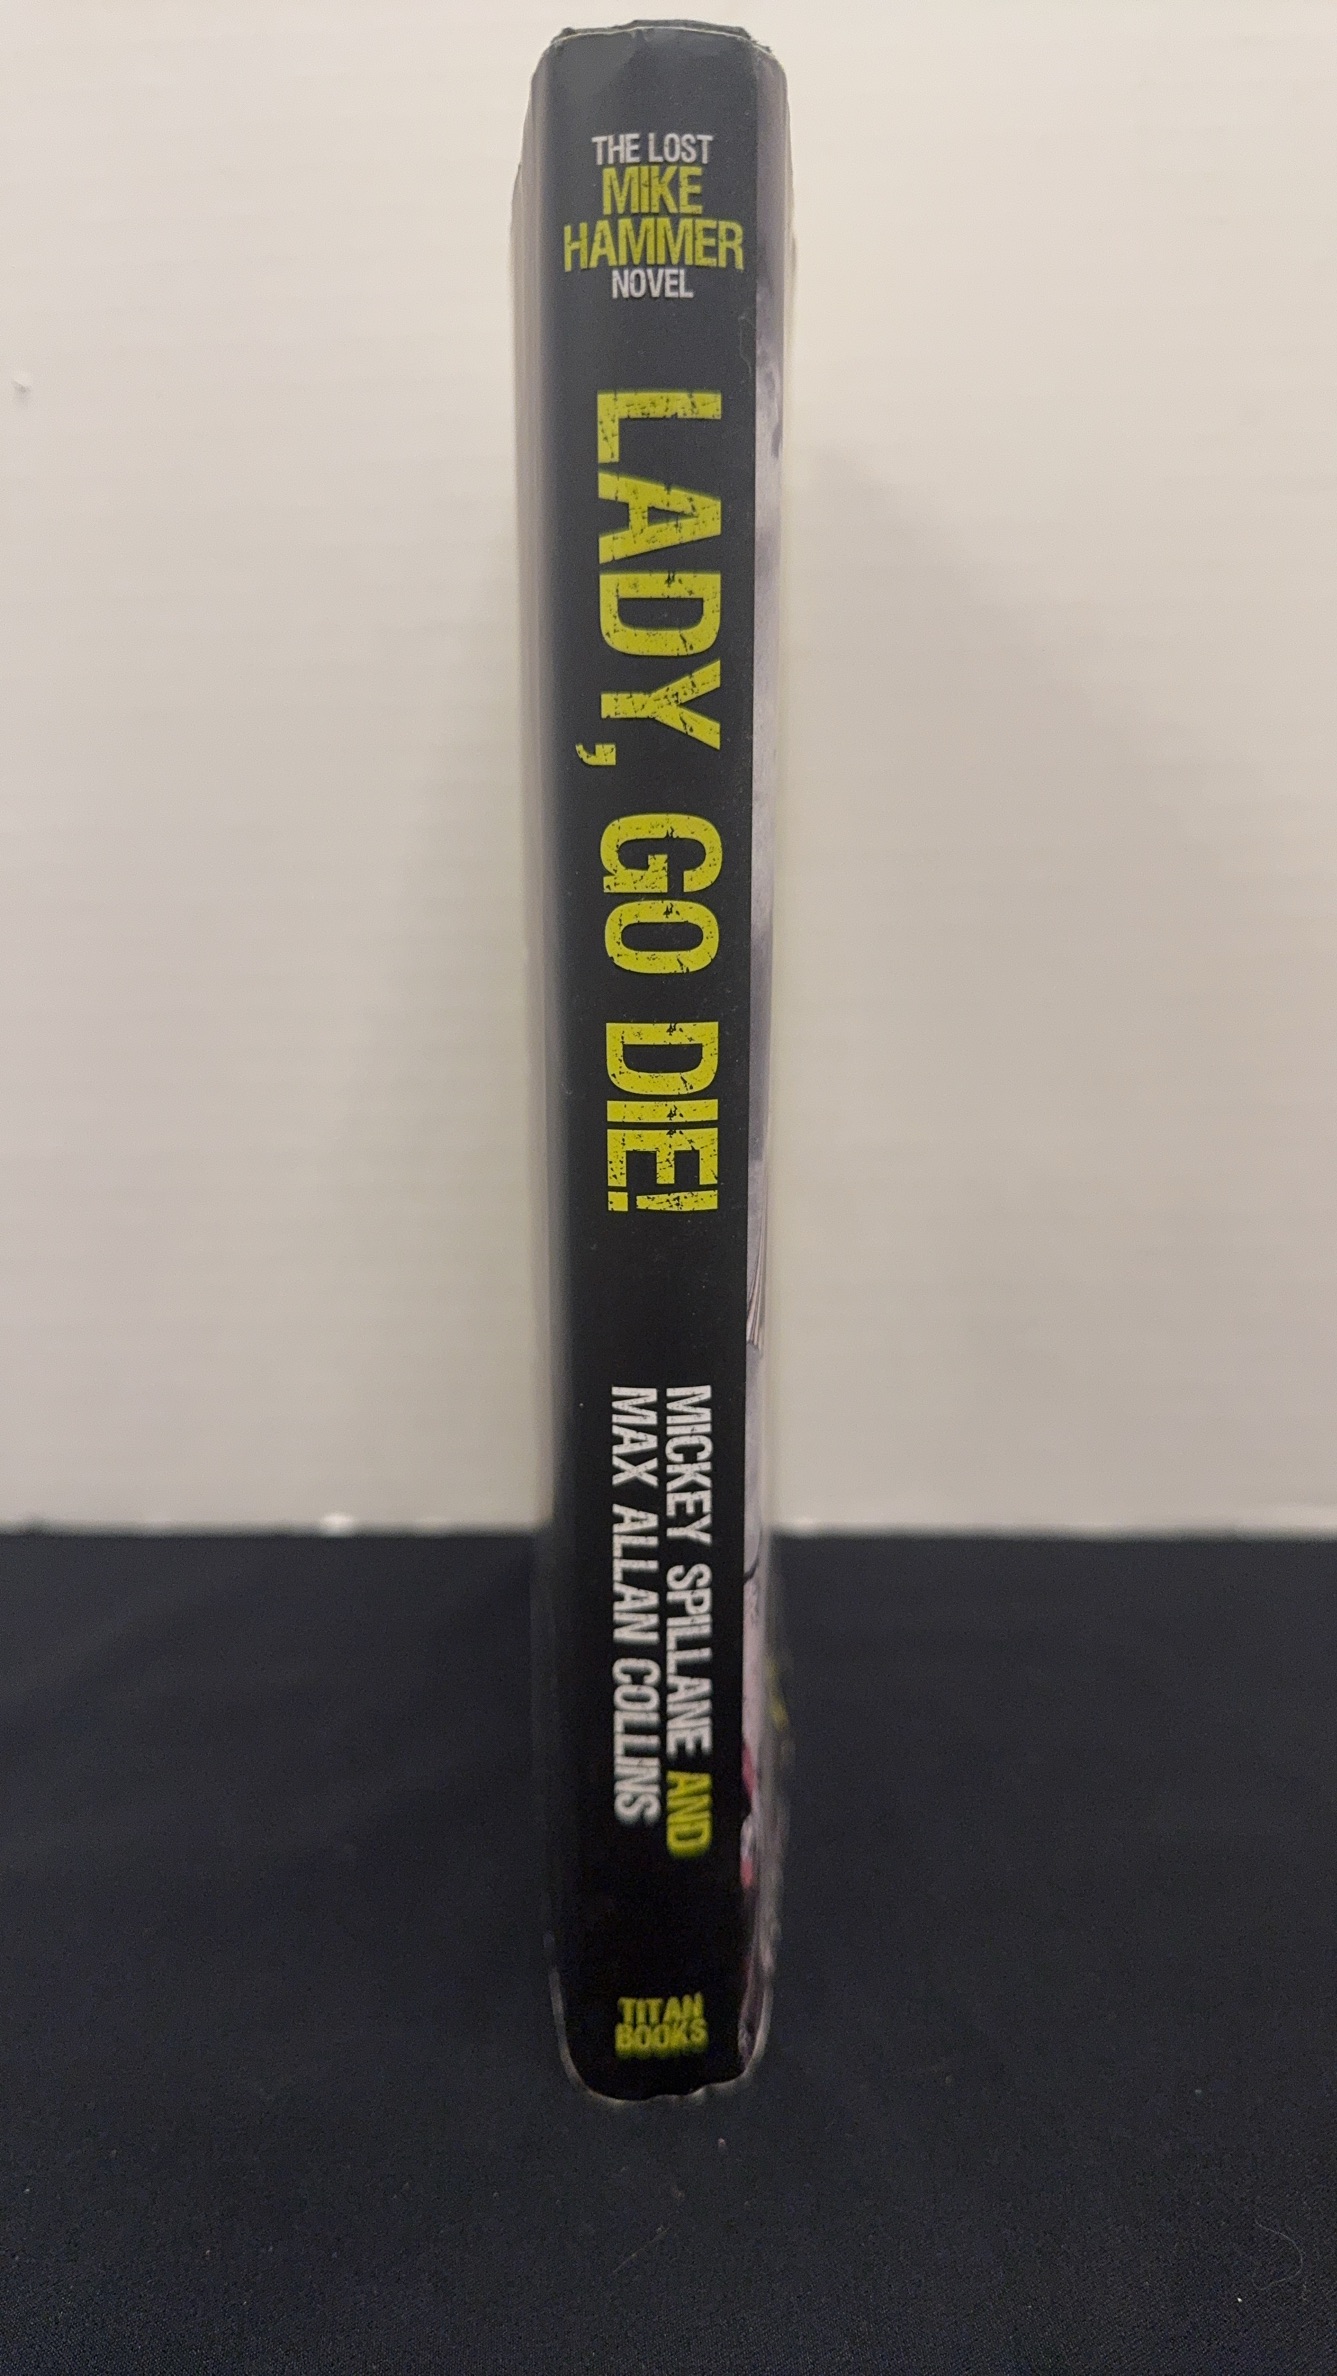 THE LOST
MIKE
HAMMER
NOVEL
LADY, GO DIE!
MICKEY SPILLANE AND
MAX ALLAN COLLINS
TITAN
BOOKS